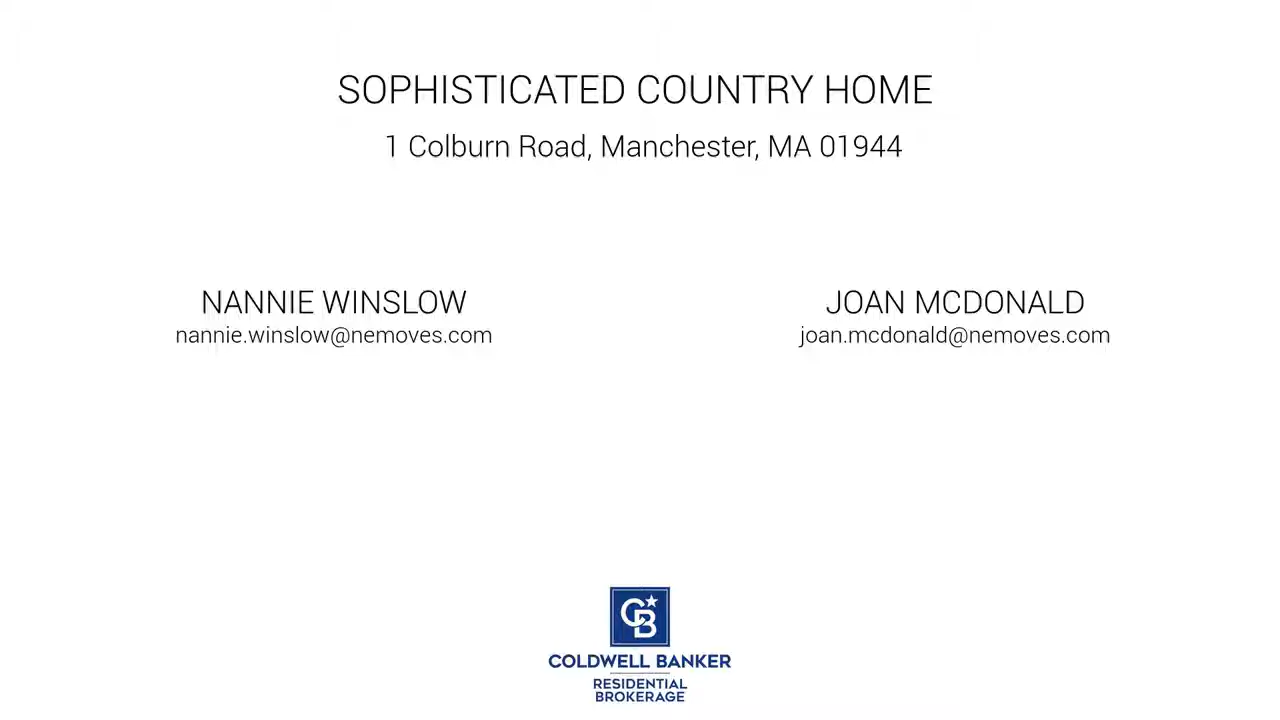 SOPHISTICATED COUNTRY HOME
1 Colburn Road, Manchester, MA 01944
NANNIE WINSLOW
nannie.winslow@nemoves.com
JOAN MCDONALD
joan.mcdonald@nemoves.com
CB
COLDWELL BANKER
RESIDENTIAL
BROKERAGE